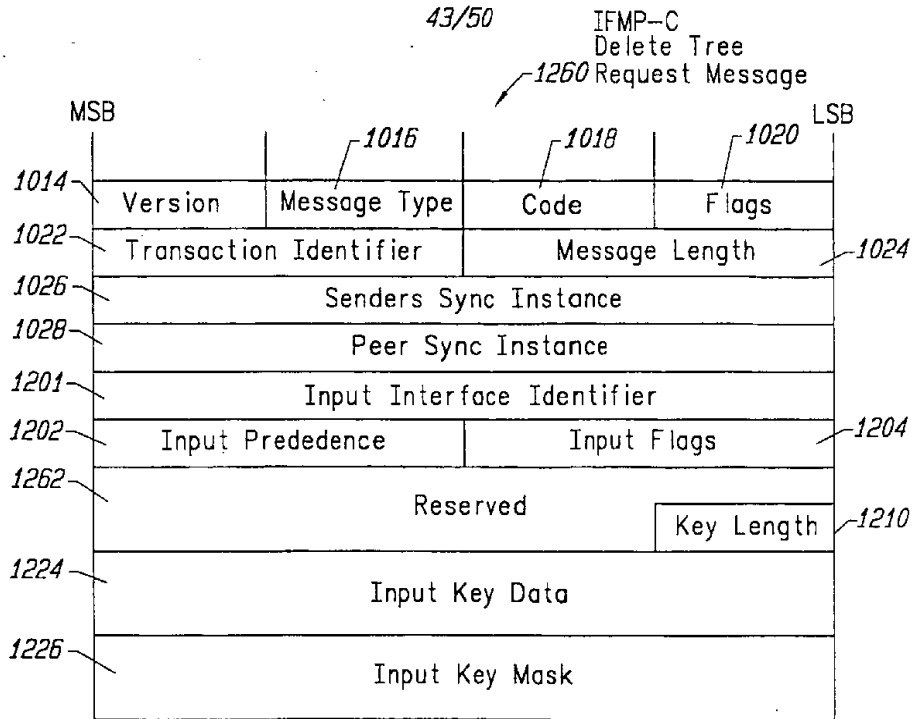 43/50
IFMP-C
Delete Tree
1260 Request Message
MSB LSB
1016 1018 1020
1014 Version Message Type Code Flags
1022 Transaction Identifier Message Length 1024
1026 Senders Sync Instance
1028 Peer Sync Instance
1201 Input Interface Identifier
1202 Input Prededence Input Flags 1204
1262 Reserved
Key Length 1210
1224 Input Key Data
1226 Input Key Mask